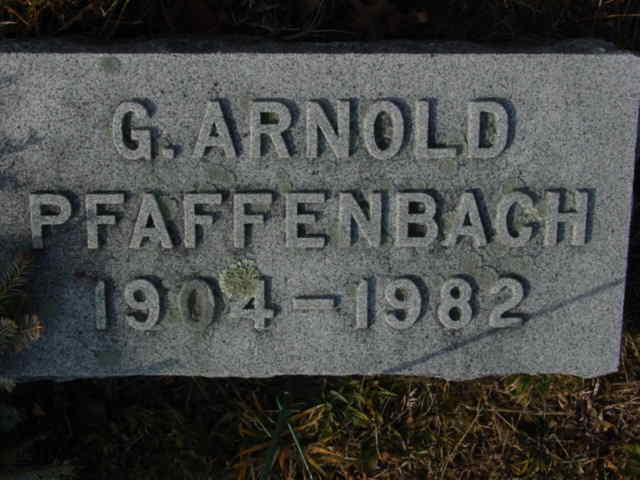 G. ARNOLD
PFAFFENBACH
1904-1982